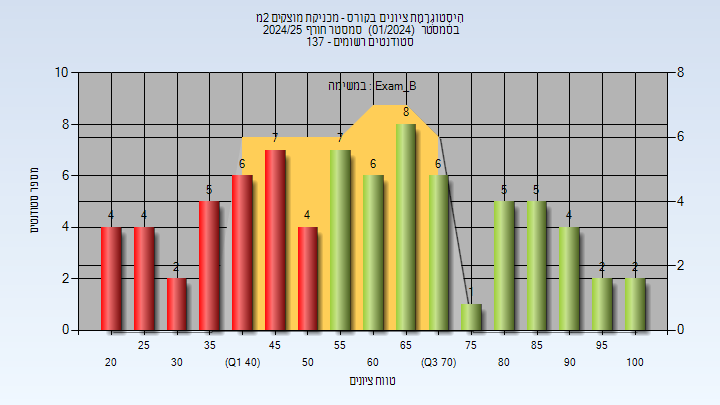 היסטוגרמת ציונים בקורס - מכניקת מוצקים 2מ
בסמסטר (01/2024) סמסטר חורף 2024/25
סטודנטים רשומים - 137
במשימה : Exam_B
מספר סטודנטים
10
8
6
4
2
0
8
6
4
2
0
4 4 2 5 6 7 4 7 6 8 6 1 5 5 4 2 2
25 35 45 55 65 75 85 95
20 30 (Q1 40) 50 60 (Q3 70) 80 90 100
טווח ציונים